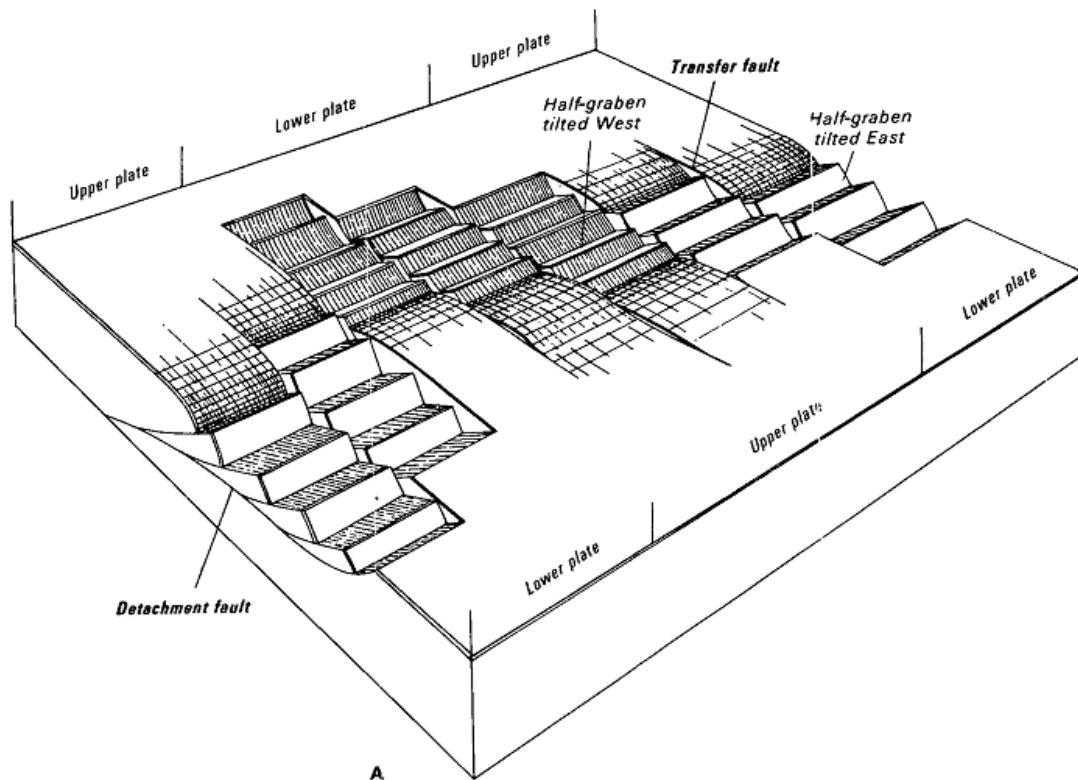 Upper plate
Transfer fault
Lower plate
Half-graben
tilted West
Half-graben
tilted East
Upper plate
Lower plate
Upper plate
Lower plate
Detachment fault
A